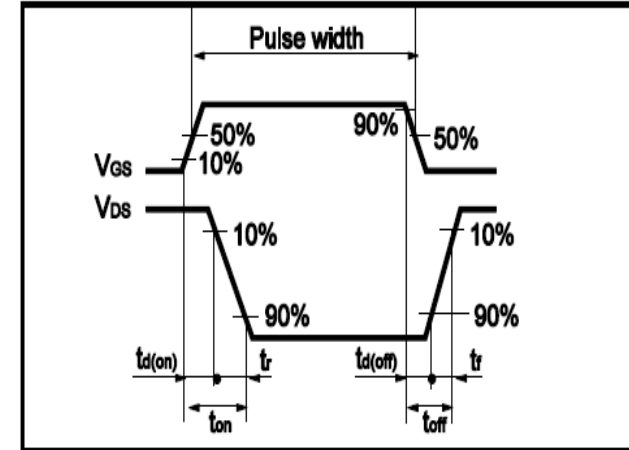 Pulse width
90%
50%
50%
10%
VGS
VDS
10%
10%
90%
90%
td(on)
tr
td(off)
tf
ton
toff